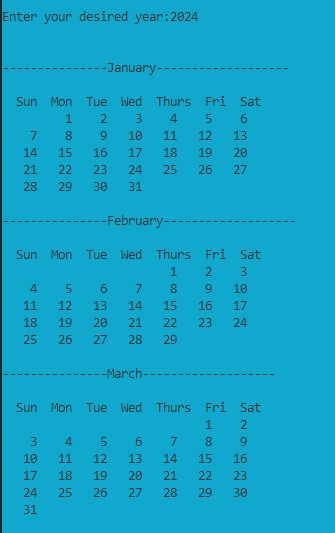 Enter your desired year:2024
---------------January-------------------
Sun Mon Tue Wed Thurs Fri Sat
1 2 3 4 5 6
7 8 9 10 11 12 13
14 15 16 17 18 19 20
21 22 23 24 25 26 27
28 29 30 31
---------------February-------------------
Sun Mon Tue Wed Thurs Fri Sat
1 2 3
4 5 6 7 8 9 10
11 12 13 14 15 16 17
18 19 20 21 22 23 24
25 26 27 28 29
---------------March-------------------
Sun Mon Tue Wed Thurs Fri Sat
1 2
3 4 5 6 7 8 9
10 11 12 13 14 15 16
17 18 19 20 21 22 23
24 25 26 27 28 29 30
31